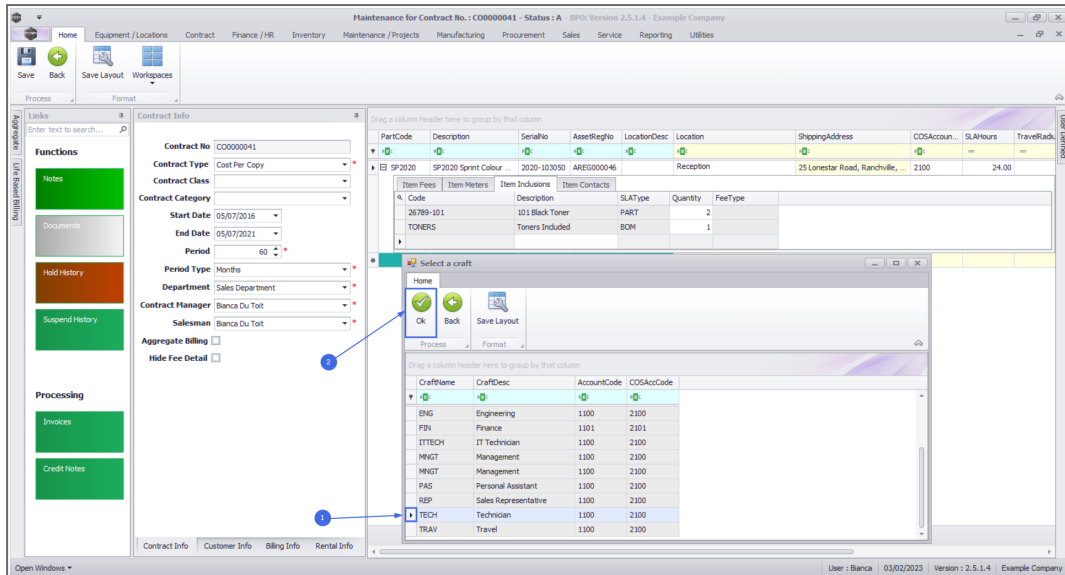 Maintenance for Contract No. : CO0000041 - Status : A - BPO: Version 2.5.1.4 - Example Company
Home Equipment / Locations Contract Finance / HR Inventory Maintenance / Projects Manufacturing Procurement Sales Service Reporting Utilities
Save Back Save Layout Workspaces
Process Format
Aggregate
Life Based Billing
Links
Enter text to search...
Functions
Notes
Documents
Hold History
Suspend History
Processing
Invoices
Credit Notes
Contract Info
Contract No CO0000041
Contract Type Cost Per Copy *
Contract Class
Contract Category
Start Date 05/07/2016
End Date 05/07/2021
Period 60 *
Period Type Months *
Department Sales Department *
Contract Manager Bianca Du Toit *
Salesman Bianca Du Toit *
Aggregate Billing
Hide Fee Detail
Contract Info Customer Info Billing Info Rental Info
Drag a column header here to group by that column
PartCode Description SerialNo AssetRegNo LocationDesc Location ShippingAddress COSAccoun... SLAHours TravelRadiu
SP2020 SP2020 Sprint Colour ... 2020-103050 AREG000046 Reception 25 Lonestar Road, Ranchville, ... 2100 24.00
Item Fees Item Meters Item Inclusions Item Contacts
Code Description SLAType Quantity FeeType
26789-101 101 Black Toner PART 2
TONERS Toners Included BOM 1
User Defined
Select a craft
Home
Ok Back Save Layout
Process Format
Drag a column header here to group by that column
CraftName CraftDesc AccountCode COSAccCode
ENG Engineering 1100 2100
FIN Finance 1101 2101
ITTECH IT Technician 1100 2100
MNGT Management 1100 2100
MNGT Management 1100 2100
PAS Personal Assistant 1100 2100
REP Sales Representative 1100 2100
TECH Technician 1100 2100
TRAV Travel 1100 2100
2
1
Open Windows User : Bianca 03/02/2023 Version : 2.5.1.4 Example Company